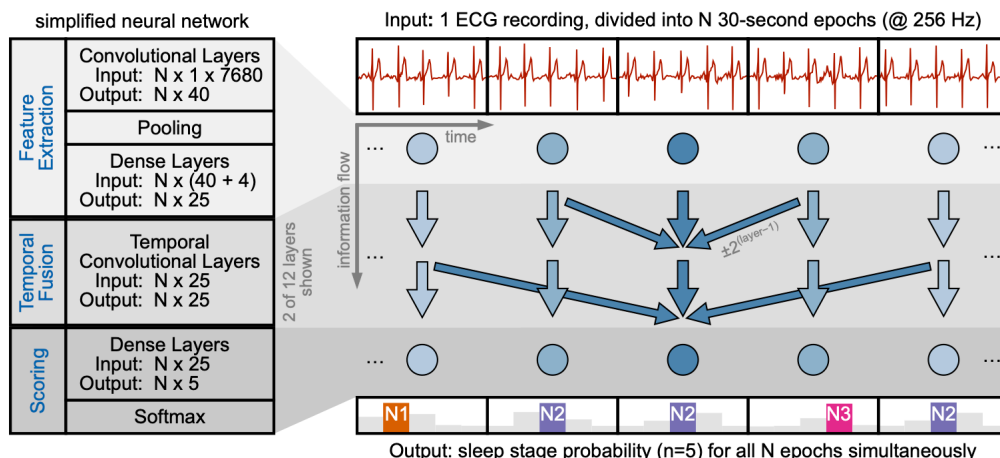 simplified neural network
Input: 1 ECG recording, divided into N 30-second epochs (@ 256 Hz)
Feature
Extraction
Convolutional Layers
Input: N x 1 x 7680
Output: N x 40
Pooling
Dense Layers
Input: N x (40 + 4)
Output: N x 25
Temporal
Fusion
Temporal
Convolutional Layers
Input: N x 25
Output: N x 25
Scoring
Dense Layers
Input: N x 25
Output: N x 5
Softmax
time
information flow
2 of 12 layers
shown
...
...
±2(layer−1)
...
...
...
...
N1
N2
N2
N3
N2
Output: sleep stage probability (n=5) for all N epochs simultaneously